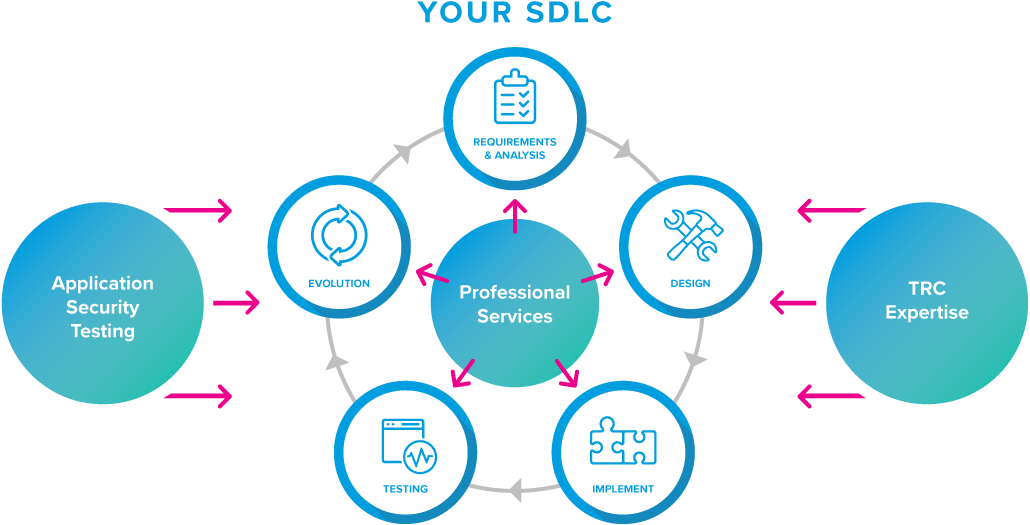 YOUR SDLC
REQUIREMENTS
& ANALYSIS
EVOLUTION
DESIGN
Application
Security
Testing
Professional
Services
TRC
Expertise
TESTING
IMPLEMENT